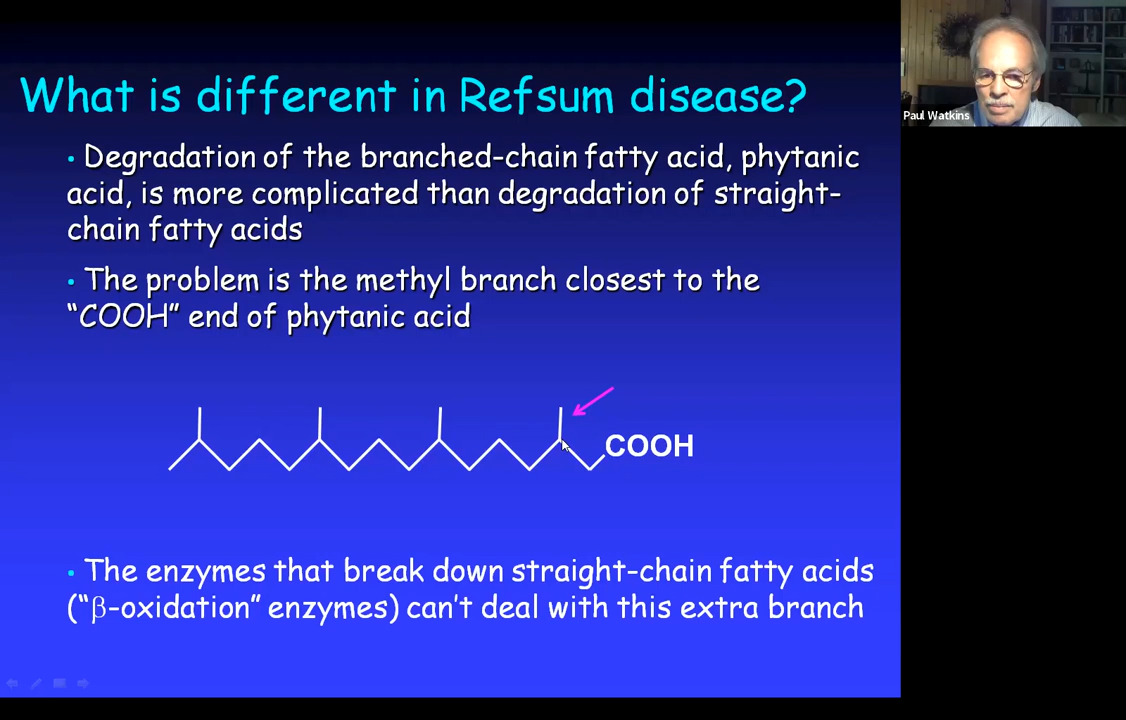 What is different in Refsum disease?
Paul Watkins
• Degradation of the branched-chain fatty acid, phytanic
acid, is more complicated than degradation of straight-
chain fatty acids
• The problem is the methyl branch closest to the
“COOH” end of phytanic acid
COOH
• The enzymes that break down straight-chain fatty acids
(“β-oxidation” enzymes) can’t deal with this extra branch